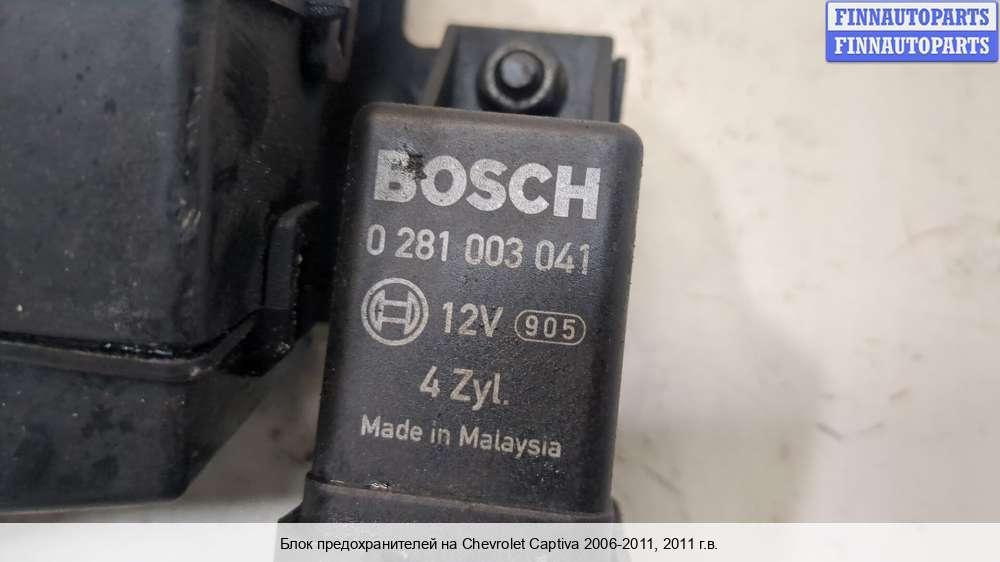 FINNAUTOPARTS
FINNAUTOPARTS
BOSCH
0 281 003 041
12V 905
4 Zyl.
Made in Malaysia
Блок предохранителей на Chevrolet Captiva 2006-2011, 2011 г.в.